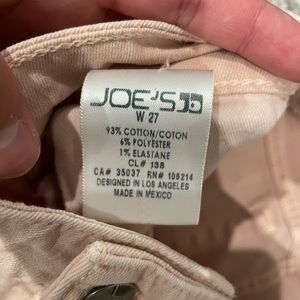 JOE'S
W 27
93% COTTON/COTON
6% POLYESTER
1% ELASTANE
CL# 138
CA# 35037 RN# 106214
DESIGNED IN LOS ANGELES
MADE IN MEXICO